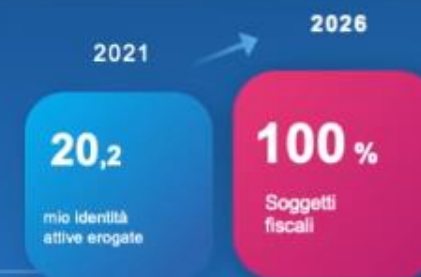 2021
2026
20,2
mio identità
attive erogate
100 %
Soggetti
fiscali